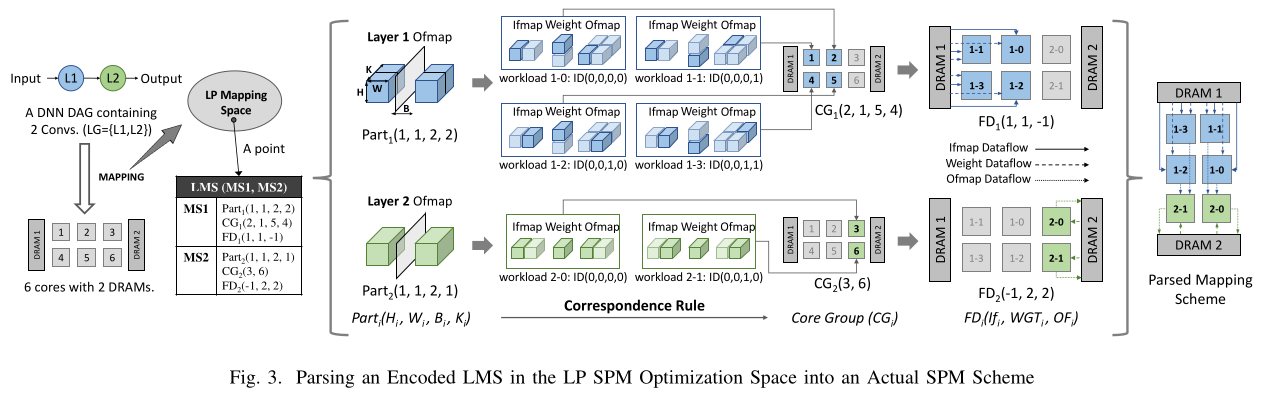 Input
L1
L2
Output
A DNN DAG containing
2 Convs. (LG={L1,L2})
MAPPING
DRAM 1
1
2
3
4
5
6
DRAM 2
6 cores with 2 DRAMs.
LP Mapping
Space
A point
LMS (MS1, MS2)
MS1
Part1(1, 1, 2, 2)
CG1(2, 1, 5, 4)
FD1(1, 1, -1)
MS2
Part2(1, 1, 2, 1)
CG2(3, 6)
FD2(-1, 2, 2)
Layer 1 Ofmap
K
H
W
B
Part1(1, 1, 2, 2)
Ifmap Weight Ofmap
workload 1-0: ID(0,0,0,0)
Ifmap Weight Ofmap
workload 1-1: ID(0,0,0,1)
Ifmap Weight Ofmap
workload 1-2: ID(0,0,1,0)
Ifmap Weight Ofmap
workload 1-3: ID(0,0,1,1)
DRAM 1
1
2
3
4
5
6
DRAM 2
CG1(2, 1, 5, 4)
DRAM 1
1-1
1-0
2-0
1-3
1-2
2-1
DRAM 2
FD1(1, 1, -1)
Ifmap Dataflow
Weight Dataflow
Ofmap Dataflow
Layer 2 Ofmap
Part2(1, 1, 2, 1)
Ifmap Weight Ofmap
workload 2-0: ID(0,0,0,0)
Ifmap Weight Ofmap
workload 2-1: ID(0,0,1,0)
DRAM 1
1
2
3
4
5
6
DRAM 2
CG2(3, 6)
DRAM 1
1-1
1-0
2-0
1-3
1-2
2-1
DRAM 2
FD2(-1, 2, 2)
Parti(Hi, Wi, Bi, Ki)
Correspondence Rule
Core Group (CGi)
FDi(Ifi, WGTi, OFi)
DRAM 1
1-3
1-1
1-2
1-0
2-1
2-0
DRAM 2
Parsed Mapping
Scheme
Fig. 3. Parsing an Encoded LMS in the LP SPM Optimization Space into an Actual SPM Scheme